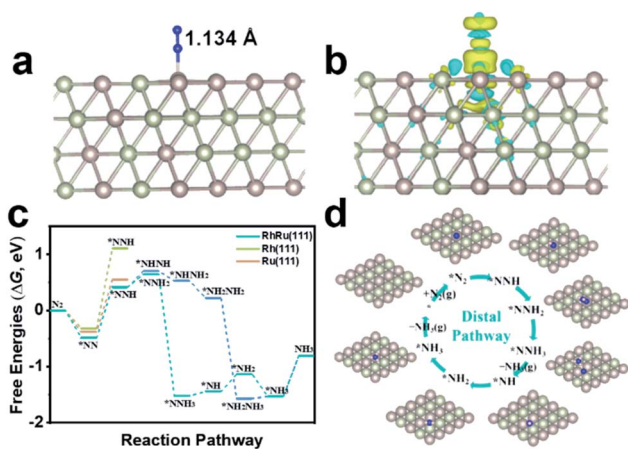 a
1.134 Å
b
c
Free Energies (ΔG, eV)
1
0
-1
-2
RhRu(111)
Rh(111)
Ru(111)
N₂
*NN
*NNH
*NNH
*NHNH
*NNH₂
*NHNH₂
*NH₂NH₂
*NNH₃
*NH
*NH₂
*NH₂NH₃
*NH₃
NH₃
Reaction Pathway
d
Distal
Pathway
*
+N₂(g)
*N₂
NNH
*NNH₂
*NNH₃
−NH₃(g)
*NH
*NH₂
*NH₃
−NH₃(g)